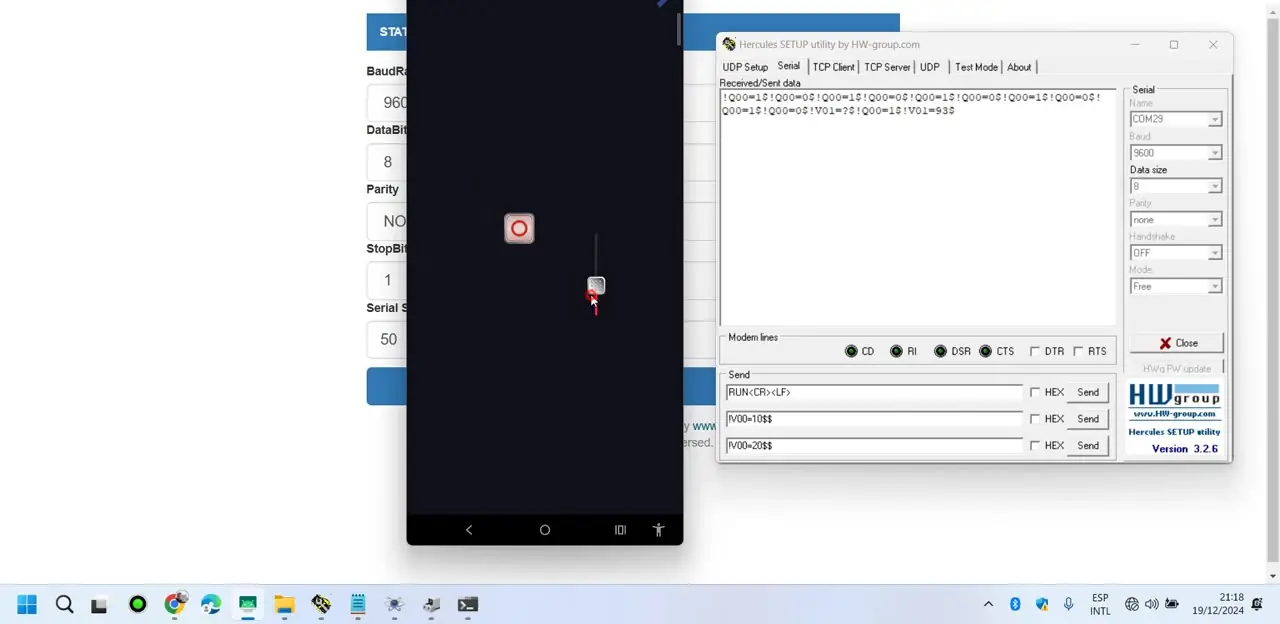 STAT
BaudRa
960
DataBit
8
Parity
NO
StopBit
1
Serial S
50
y www
ersed.
Hercules SETUP utility by HW-group.com
UDP Setup Serial TCP Client TCP Server UDP Test Mode About
Received/Sent data
!Q00=1$!Q00=0$!Q00=1$!Q00=0$!Q00=1$!Q00=0$!Q00=1$!Q00=0$!
Q00=1$!Q00=0$!V01=?$!Q00=1$!V01=93$
Serial
Name
COM29
Baud
9600
Data size
8
Parity
none
Handshake
OFF
Mode
Free
Close
HWg FW update
Modem lines
CD RI DSR CTS DTR RTS
Send
RUN<CR><LF> HEX Send
!V00=10$$ HEX Send
!V00=20$$ HEX Send
HWgroup
www.HW-group.com
Hercules SETUP utility
Version 3.2.6
ESP
INTL
21:18
19/12/2024